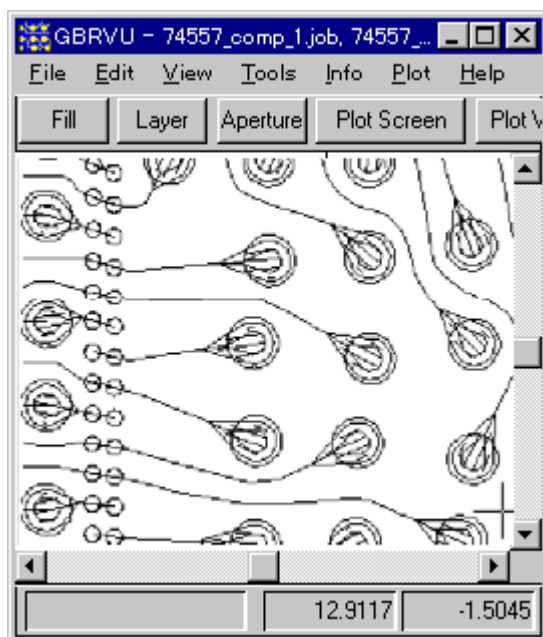 GBRVU - 74557_comp_1.job, 74557_...
File Edit View Tools Info Plot Help
Fill Layer Aperture Plot Screen Plot V
12.9117 -1.5045